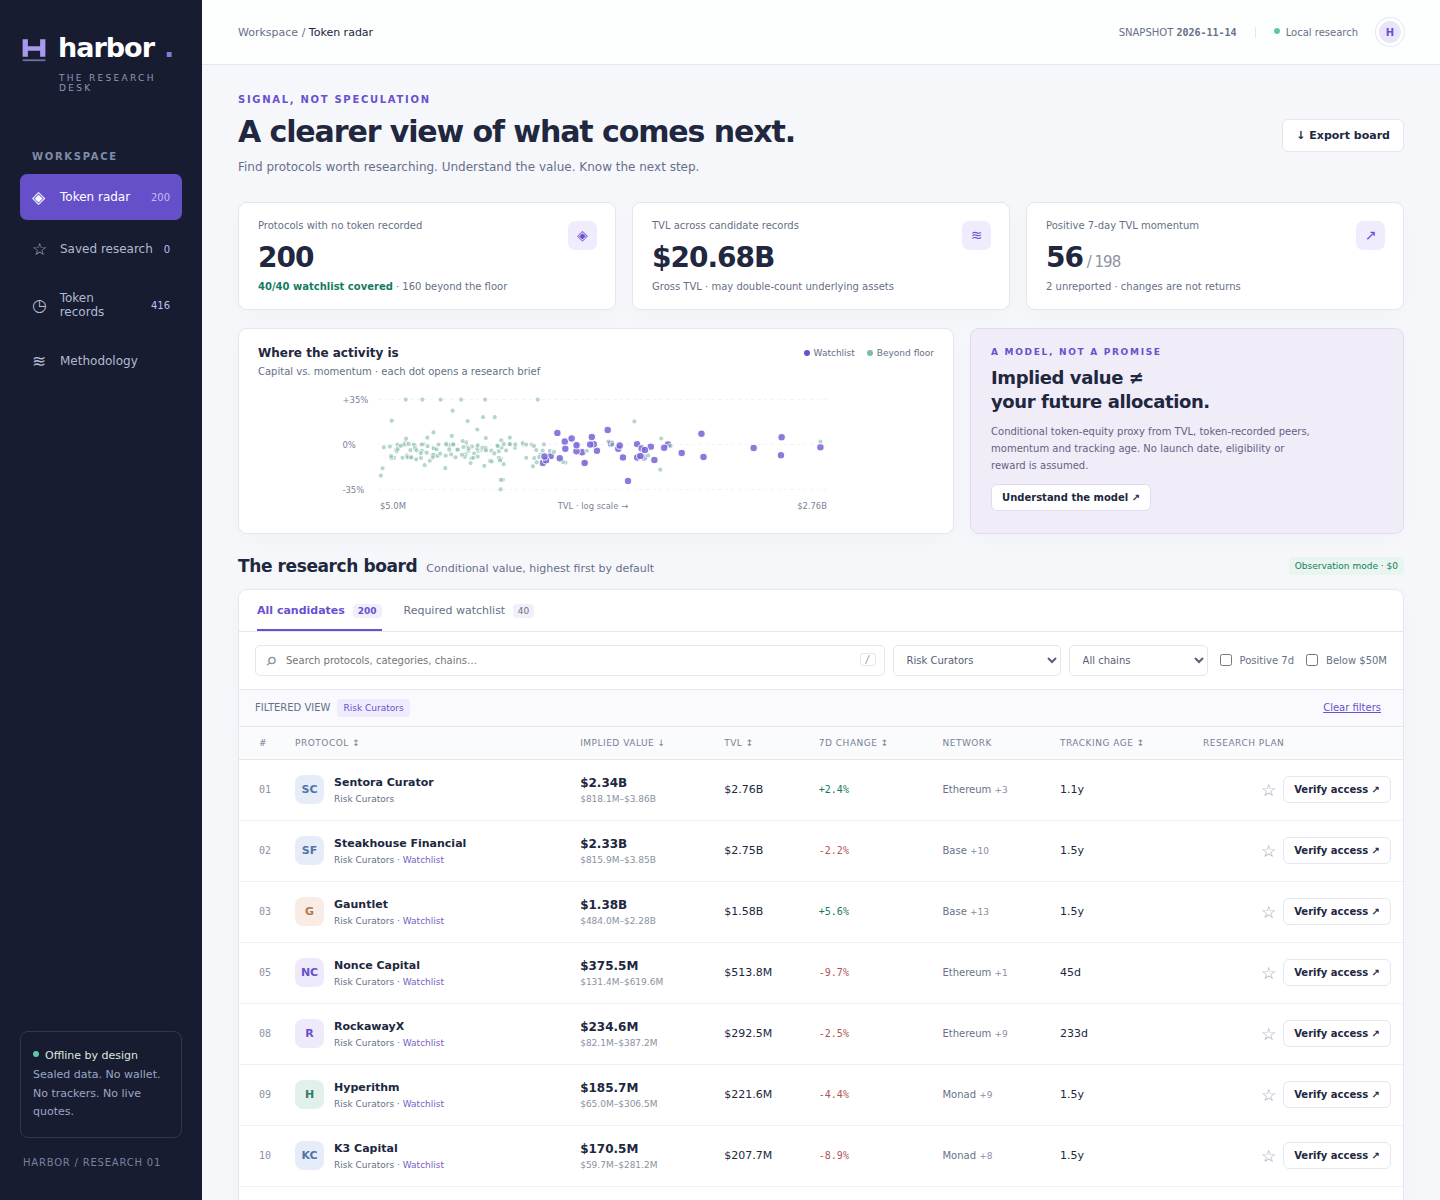 harbor .
THE RESEARCH
DESK
WORKSPACE
Token radar 200
Saved research 0
Token
records 416
Methodology
Offline by design
Sealed data. No wallet.
No trackers. No live
quotes.
HARBOR / RESEARCH 01
Workspace / Token radar
SNAPSHOT 2026-11-14
Local research
H
SIGNAL, NOT SPECULATION
A clearer view of what comes next.
Find protocols worth researching. Understand the value. Know the next step.
↓ Export board
Protocols with no token recorded
200
40/40 watchlist covered · 160 beyond the floor
TVL across candidate records
$20.68B
Gross TVL · may double-count underlying assets
Positive 7-day TVL momentum
56 / 198
2 unreported · changes are not returns
Where the activity is
Capital vs. momentum · each dot opens a research brief
Watchlist Beyond floor
+35%
0%
-35%
$5.0M TVL · log scale → $2.76B
A MODEL, NOT A PROMISE
Implied value ≠
your future allocation.
Conditional token-equity proxy from TVL, token-recorded peers,
momentum and tracking age. No launch date, eligibility or
reward is assumed.
Understand the model ↗
The research board Conditional value, highest first by default
Observation mode · $0
All candidates 200 Required watchlist 40
Search protocols, categories, chains... /
Risk Curators
All chains
Positive 7d
Below $50M
FILTERED VIEW Risk Curators
Clear filters
# PROTOCOL ↕ IMPLIED VALUE ↓ TVL ↕ 7D CHANGE ↕ NETWORK TRACKING AGE ↕ RESEARCH PLAN
01 SC Sentora Curator $2.34B $2.76B +2.4% Ethereum +3 1.1y ☆ Verify access ↗
Risk Curators $818.1M–$3.86B
02 SF Steakhouse Financial $2.33B $2.75B -2.2% Base +10 1.5y ☆ Verify access ↗
Risk Curators · Watchlist $815.9M–$3.85B
03 G Gauntlet $1.38B $1.58B +5.6% Base +13 1.5y ☆ Verify access ↗
Risk Curators · Watchlist $484.0M–$2.28B
05 NC Nonce Capital $375.5M $513.8M -9.7% Ethereum +1 45d ☆ Verify access ↗
Risk Curators · Watchlist $131.4M–$619.6M
08 R RockawayX $234.6M $292.5M -2.5% Ethereum +9 233d ☆ Verify access ↗
Risk Curators · Watchlist $82.1M–$387.2M
09 H Hyperithm $185.7M $221.6M -4.4% Monad +9 1.5y ☆ Verify access ↗
Risk Curators · Watchlist $65.0M–$306.5M
10 KC K3 Capital $170.5M $207.7M -8.9% Monad +8 1.5y ☆ Verify access ↗
Risk Curators · Watchlist $59.7M–$281.2M